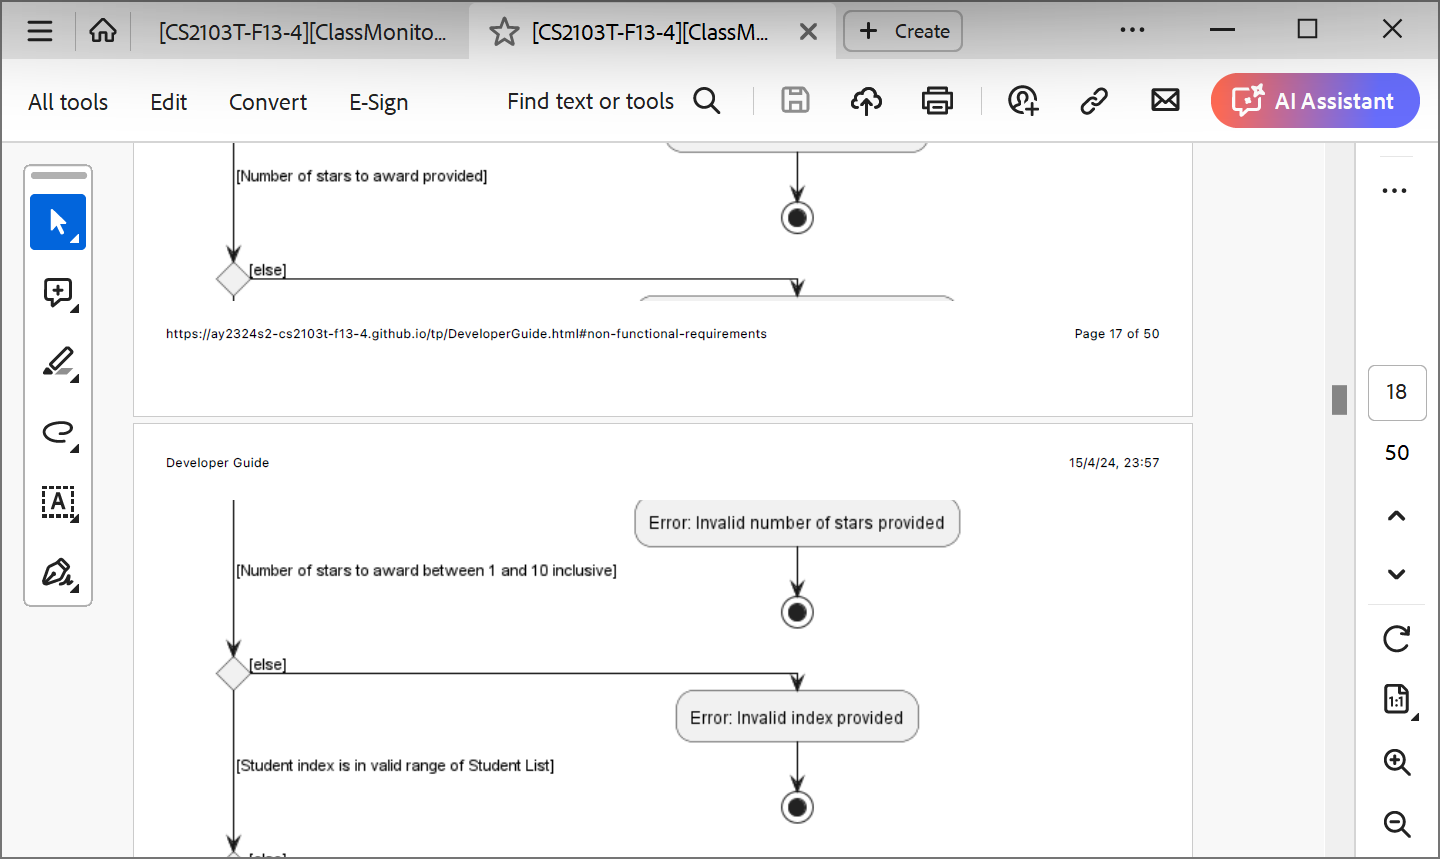 [CS2103T-F13-4][ClassMonito...
[CS2103T-F13-4][ClassM...
Create
All tools
Edit
Convert
E-Sign
Find text or tools
AI Assistant
[Number of stars to award provided]
[else]
https://ay2324s2-cs2103t-f13-4.github.io/tp/DeveloperGuide.html#non-functional-requirements
Page 17 of 50
18
50
1:1
A
Developer Guide
15/4/24, 23:57
Error: Invalid number of stars provided
[Number of stars to award between 1 and 10 inclusive]
[else]
Error: Invalid index provided
[Student index is in valid range of Student List]
[else]